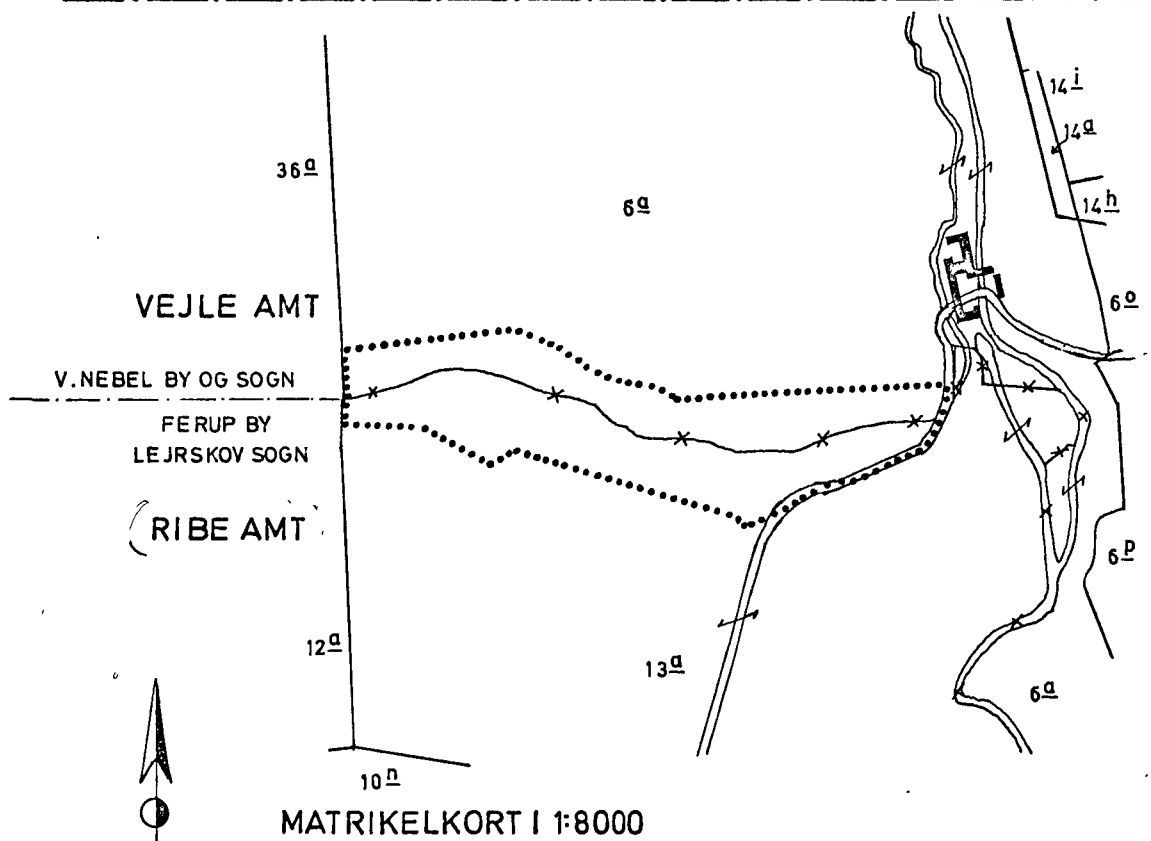 14i
36a
14a
6a
14h
VEJLE AMT
6o
V. NEBEL BY OG SOGN
FERUP BY
LEJRSKOV SOGN
(RIBE AMT)
6p
12a
13a
6a
10n
MATRIKELKORT I 1:8000